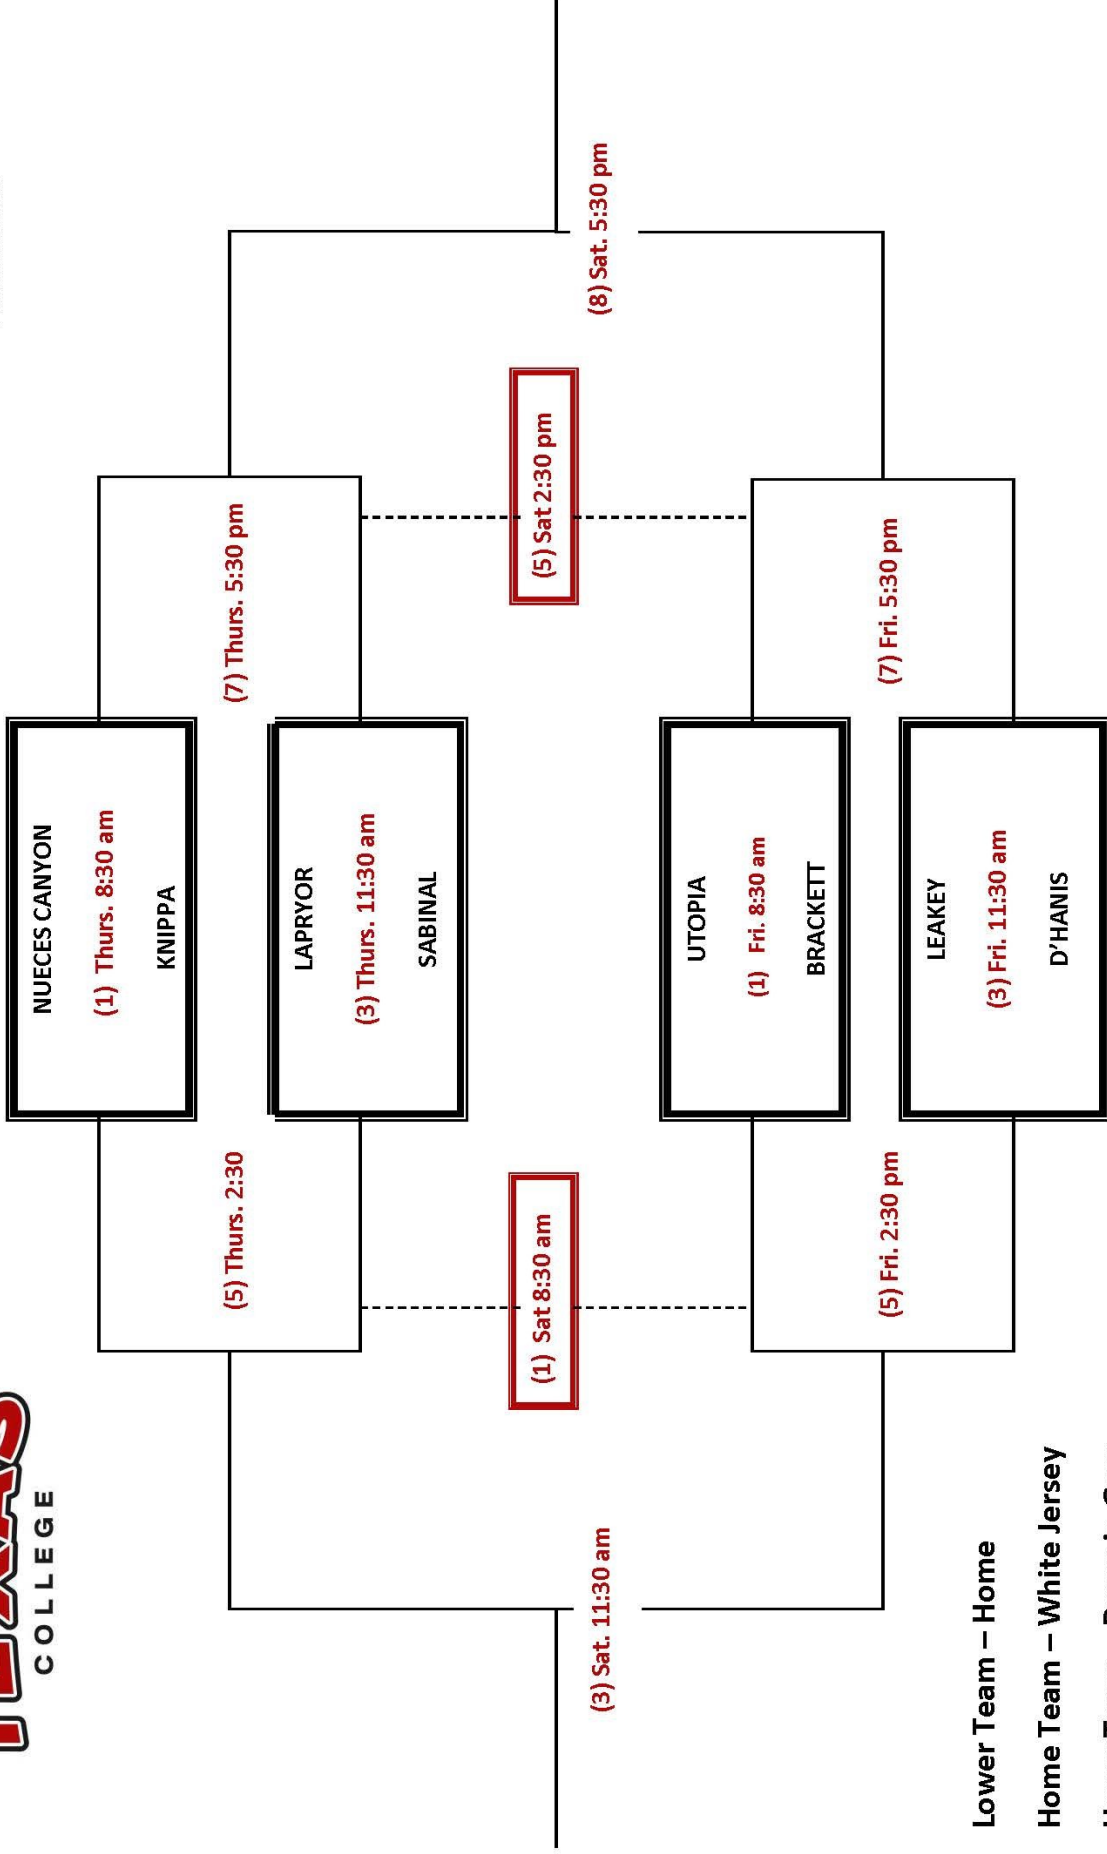 TEXAS
COLLEGE
NUECES CANYON
(1) Thurs. 8:30 am
KNIPPA
(5) Thurs. 2:30
(7) Thurs. 5:30 pm
LAPRYOR
(3) Thurs. 11:30 am
SABINAL
(1) Sat 8:30 am
(5) Sat 2:30 pm
(3) Sat. 11:30 am
(8) Sat. 5:30 pm
UTOPIA
(1) Fri. 8:30 am
BRACKETT
(5) Fri. 2:30 pm
(7) Fri. 5:30 pm
LEAKEY
(3) Fri. 11:30 am
D’HANIS
Lower Team – Home
Home Team – White Jersey